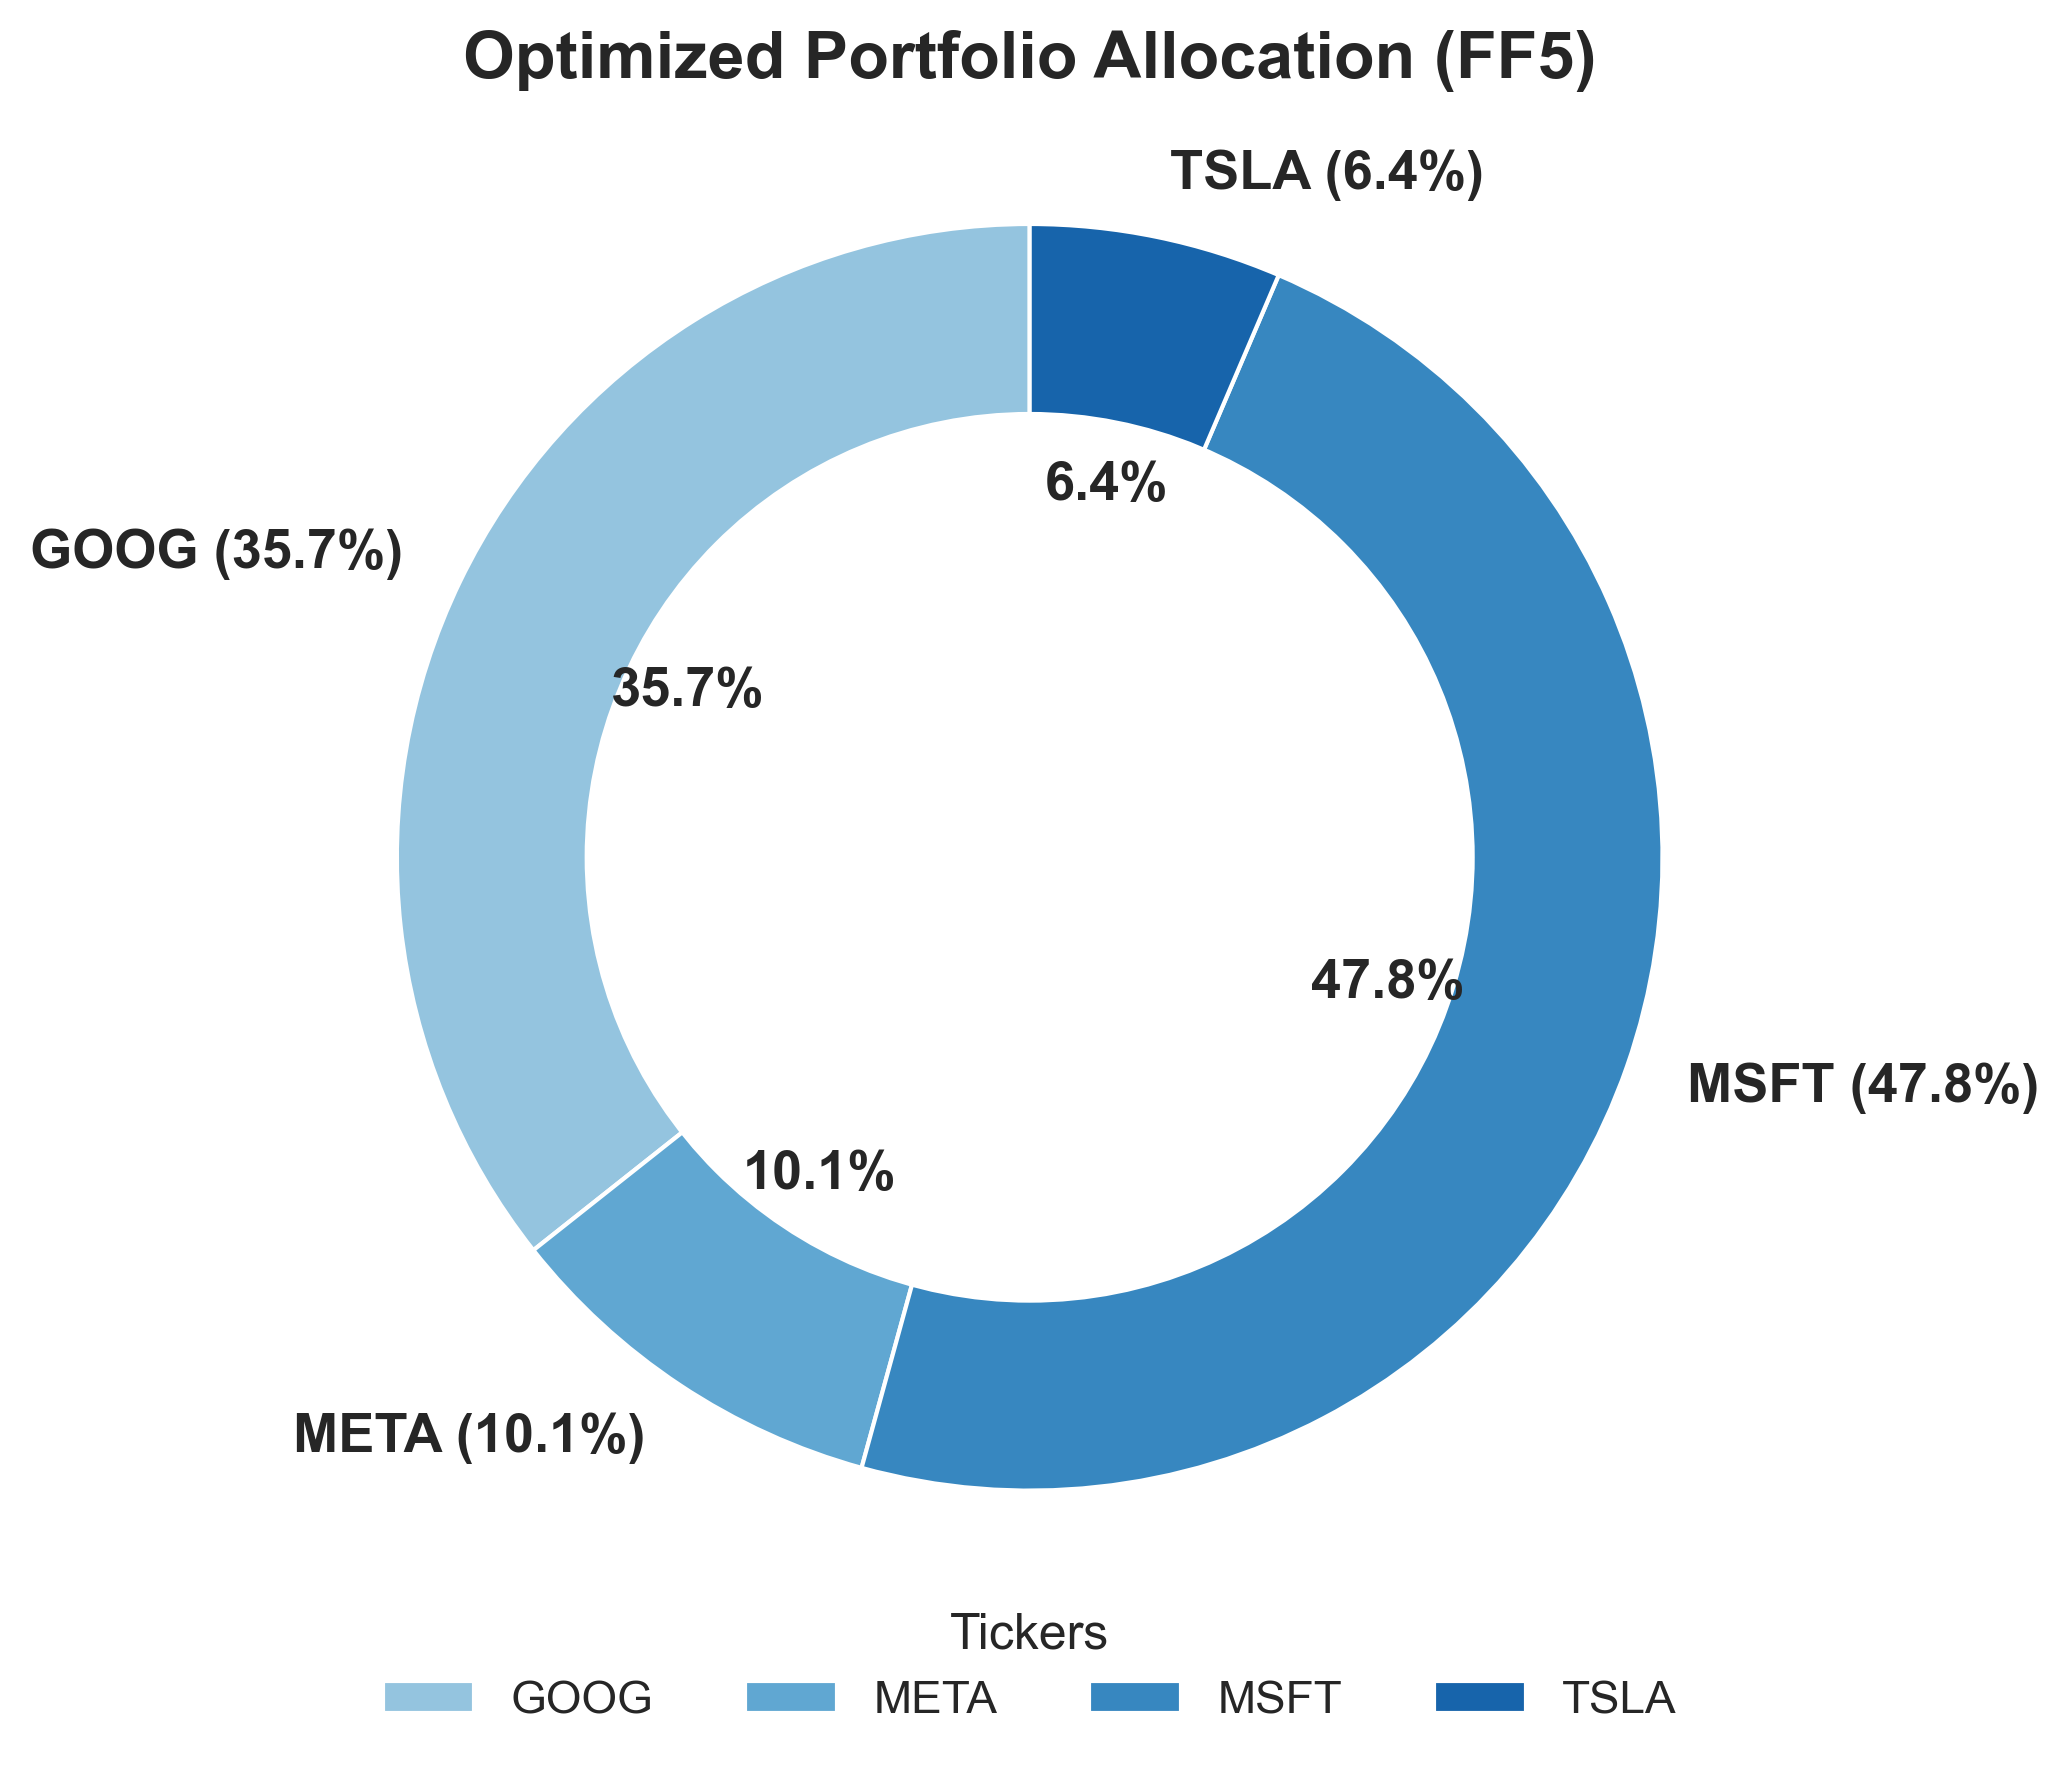 Optimized Portfolio Allocation (FF5)
TSLA (6.4%)
6.4%
GOOG (35.7%)
35.7%
47.8%
MSFT (47.8%)
10.1%
META (10.1%)
Tickers
GOOG META MSFT TSLA